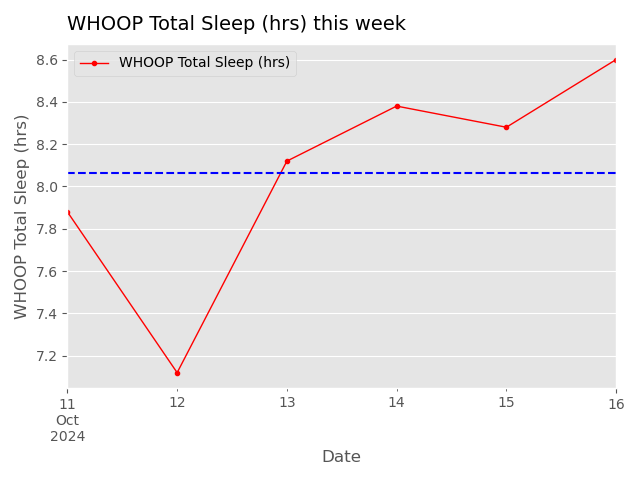 WHOOP Total Sleep (hrs) this week
WHOOP Total Sleep (hrs)
WHOOP Total Sleep (hrs)
8.6
8.4
8.2
8.0
7.8
7.6
7.4
7.2
11 12 13 14 15 16
Oct
2024
Date